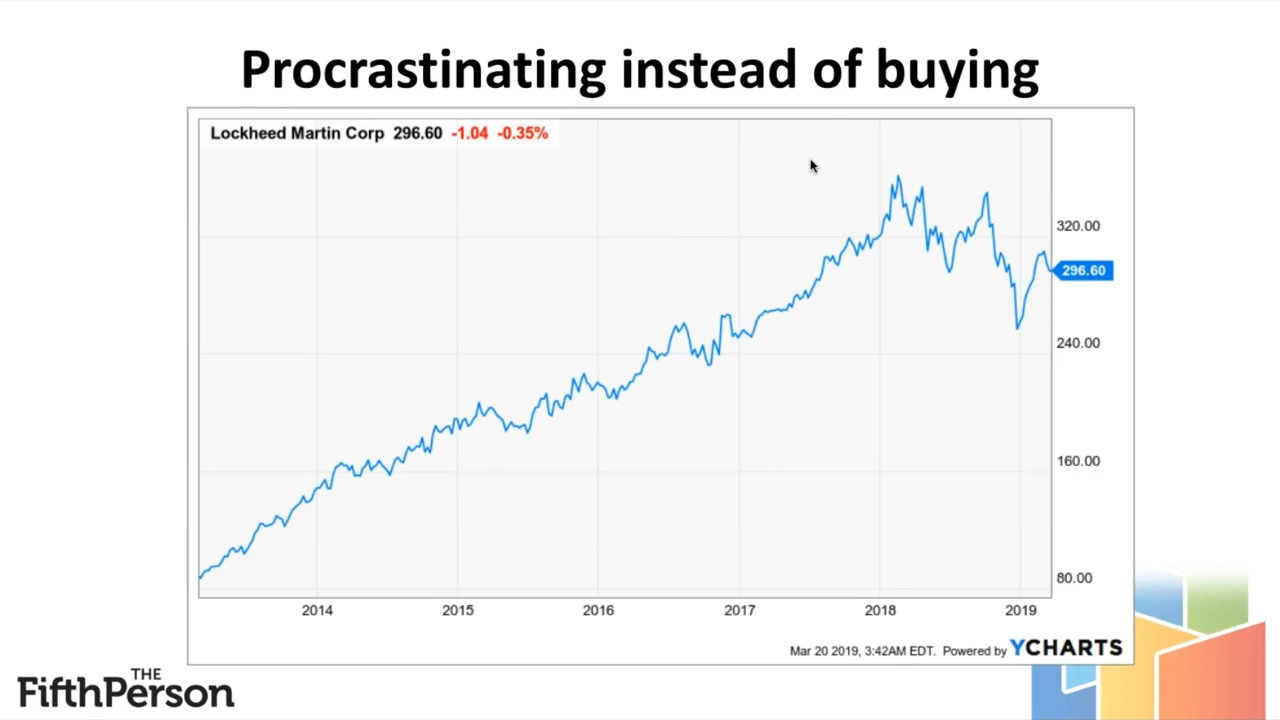 Procrastinating instead of buying
Lockheed Martin Corp 296.60 -1.04 -0.35%
320.00
296.60
240.00
160.00
80.00
2014 2015 2016 2017 2018 2019
Mar 20 2019, 3:42AM EDT. Powered by YCHARTS
THE
FifthPerson